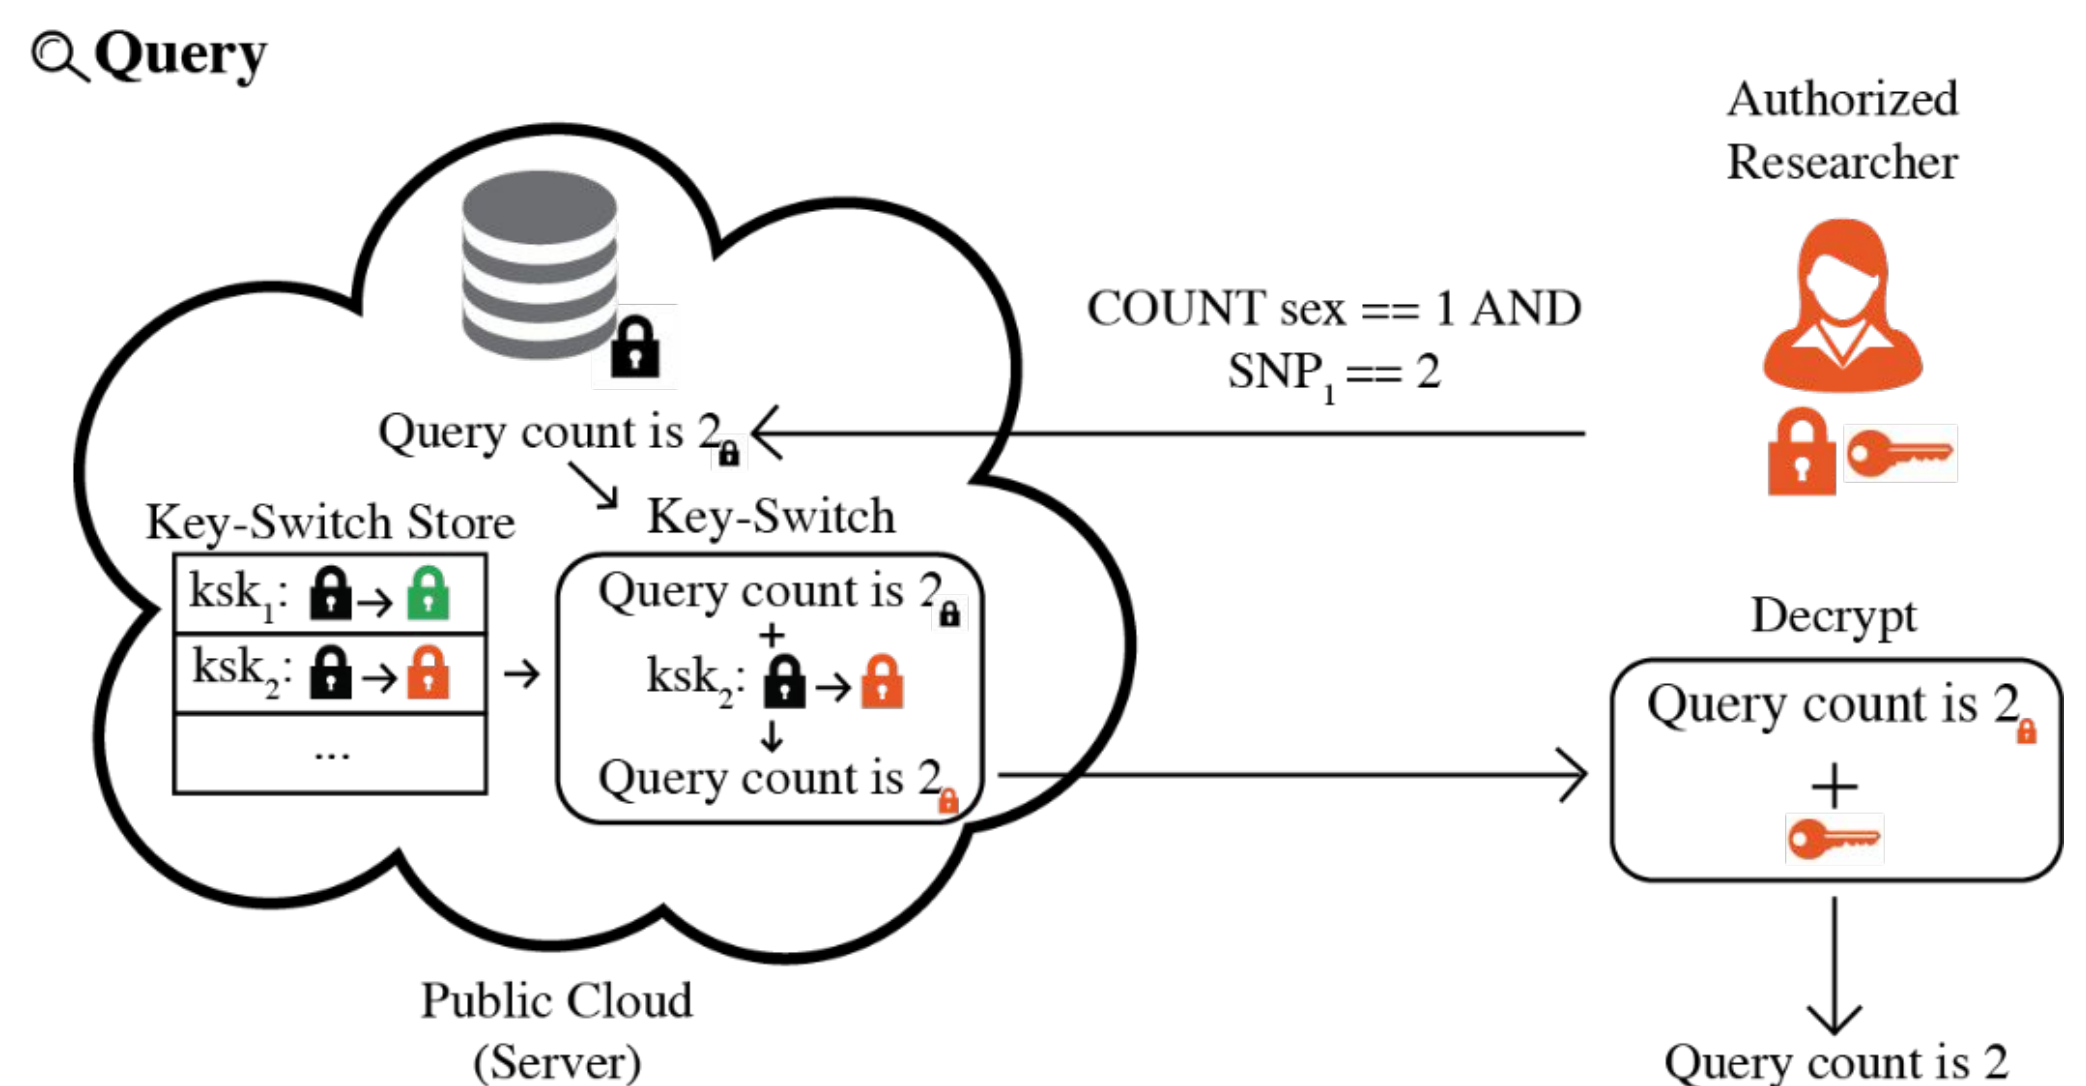 Query
Authorized
Researcher
COUNT sex == 1 AND
SNP₁ == 2
Query count is 2
Key-Switch Store
ksk₁:
ksk₂:
...
Key-Switch
Query count is 2
+
ksk₂:
Query count is 2
Decrypt
Query count is 2
+
Query count is 2
Public Cloud
(Server)